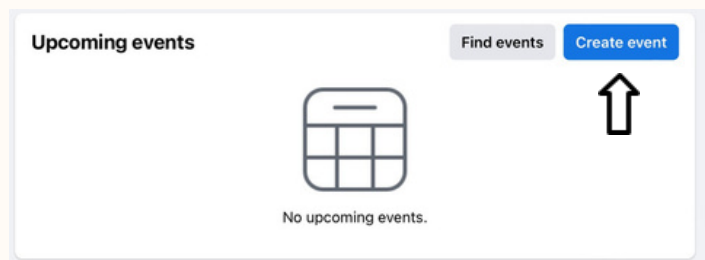 Upcoming events
Find events
Create event
No upcoming events.